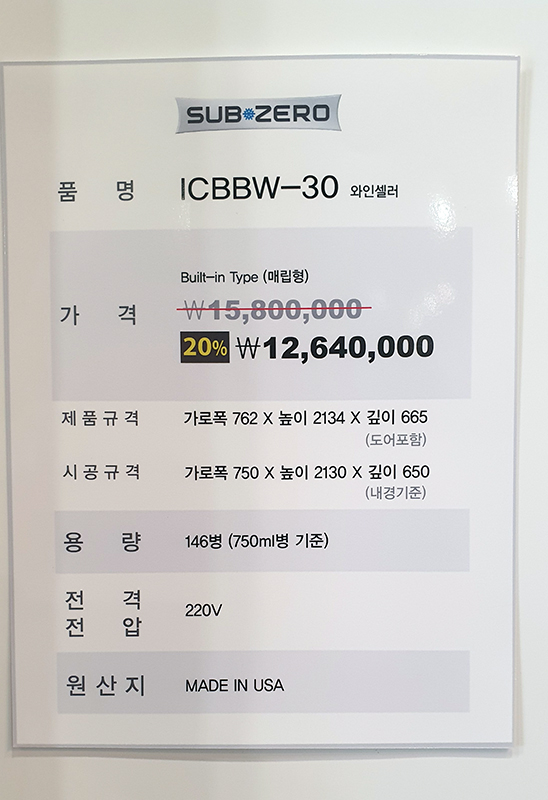 SUB ZERO
품 명 ICBBW-30 와인셀러
Built-in Type (매립형)
가 격 ₩15,800,000
20% ₩12,640,000
제품규격 가로폭 762 X 높이 2134 X 깊이 665
(도어포함)
시공규격 가로폭 750 X 높이 2130 X 깊이 650
(내경기준)
용 량 146병 (750ml병 기준)
전 격
전 압 220V
원산지 MADE IN USA